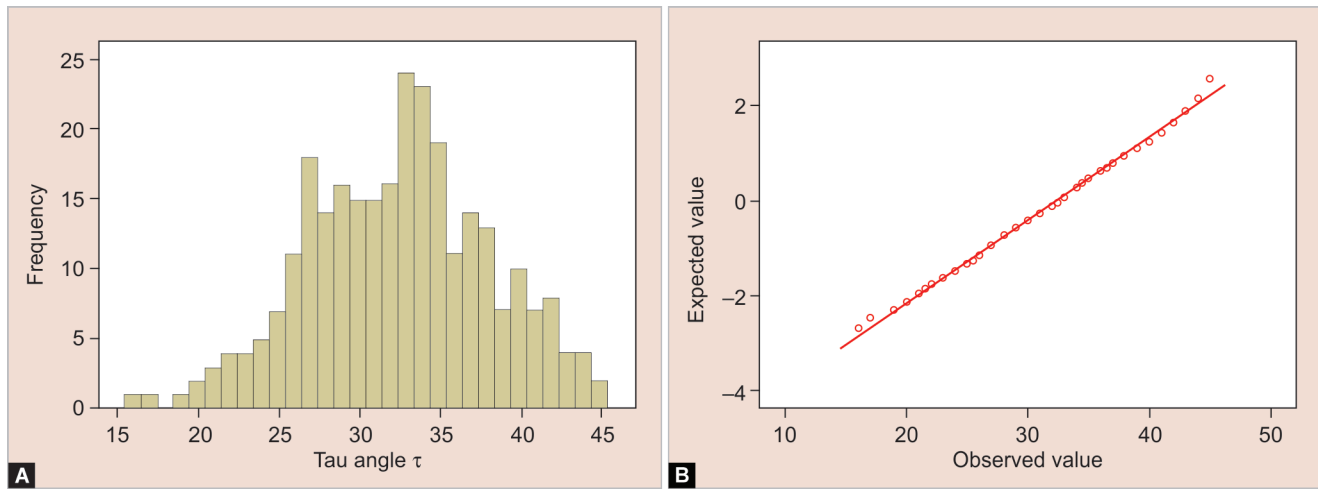 25
20
15
10
5
0
Frequency
15 20 25 30 35 40 45
Tau angle τ
A
2
0
–2
–4
Expected value
10 20 30 40 50
Observed value
B